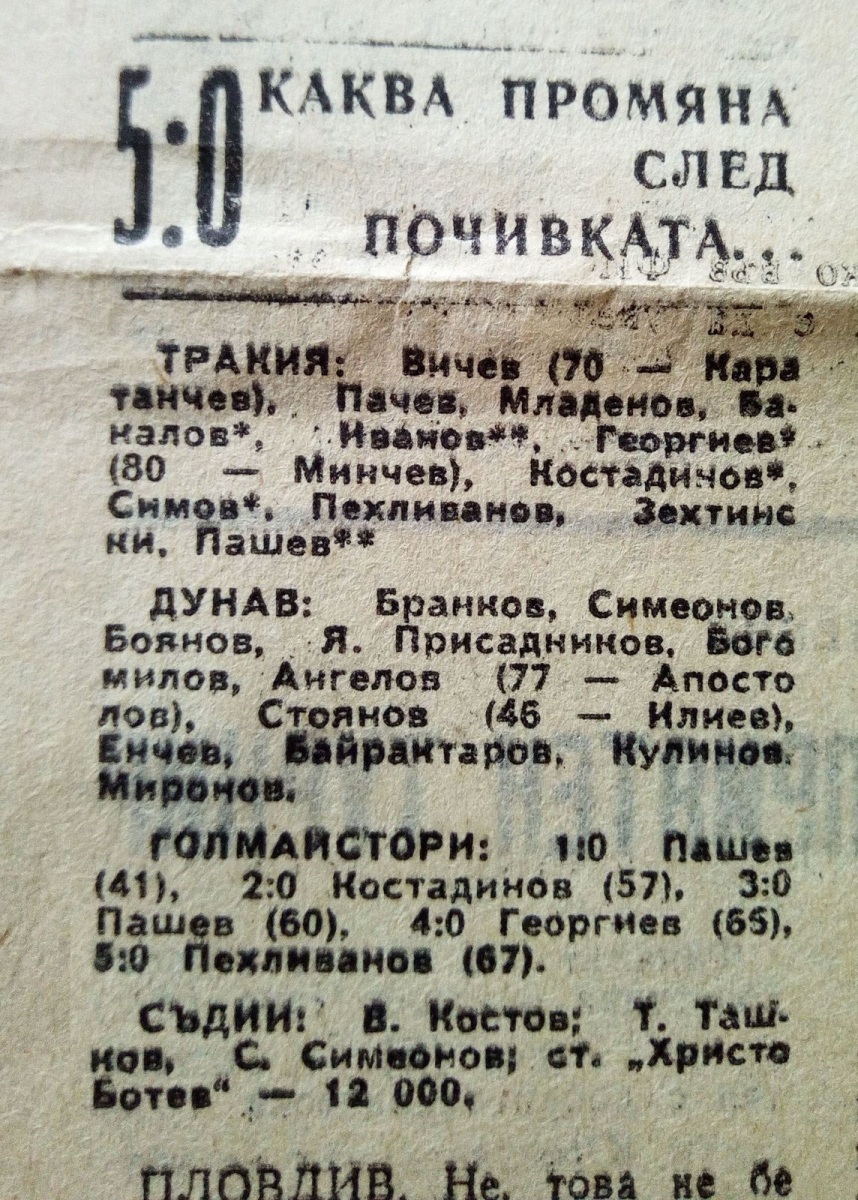 5:0 КАКВА ПРОМЯНА
СЛЕД
ПОЧИВКАТА...
ТРАКИЯ: Вичев (70 — Кара
танчев), Пачев, Младенов, Ба-
калов*, Иванов**, Георгиев*
(80 — Минчев), Костадинов*,
Симов*, Пехливанов, Зехтинс
ки, Пашев**
ДУНАВ: Бранков, Симеонов,
Боянов, Я. Присадников, Бого
милов, Ангелов (77 — Апосто
лов), Стоянов (46 — Илиев),
Енчев, Байрактаров, Кулинов,
Миронов.
ГОЛМАЙСТОРИ: 1:0 Пашев
(41), 2:0 Костадинов (57), 3:0
Пашев (60), 4:0 Георгиев (65),
5:0 Пехливанов (67).
СЪДИИ: В. Костов; Т. Таш-
ков, С. Симеонов; ст. „Христо
Ботев“ — 12 000.
ПЛОВДИВ. Не, това не бе